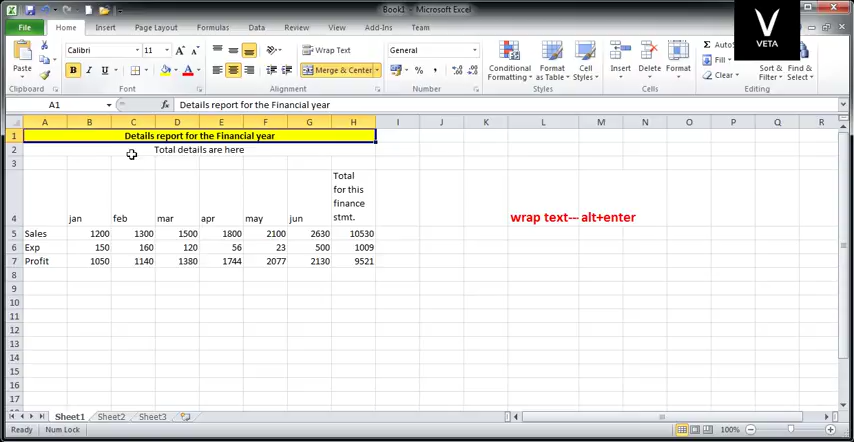 Book1 - Microsoft Excel
File Home Insert Page Layout Formulas Data Review View Add-Ins Team
VETA
Calibri 11 Wrap Text General Σ Auto
Paste B I U Merge & Center % , Conditional Formatting Format as Table Cell Styles Insert Delete Format Fill Clear Sort & Filter Find & Select
Clipboard Font Alignment Number Styles Cells Editing
A1 fx Details report for the Financial year
A B C D E F G H I J K L M N O P Q R
1 Details report for the Financial year
2 Total details are here
3
4 jan feb mar apr may jun Total for this finance stmt. wrap text-- alt+enter
5 Sales 1200 1300 1500 1800 2100 2630 10530
6 Exp 150 160 120 56 23 500 1009
7 Profit 1050 1140 1380 1744 2077 2130 9521
8
9
10
11
12
13
14
15
16
17
Sheet1 Sheet2 Sheet3
Ready Num Lock 100%